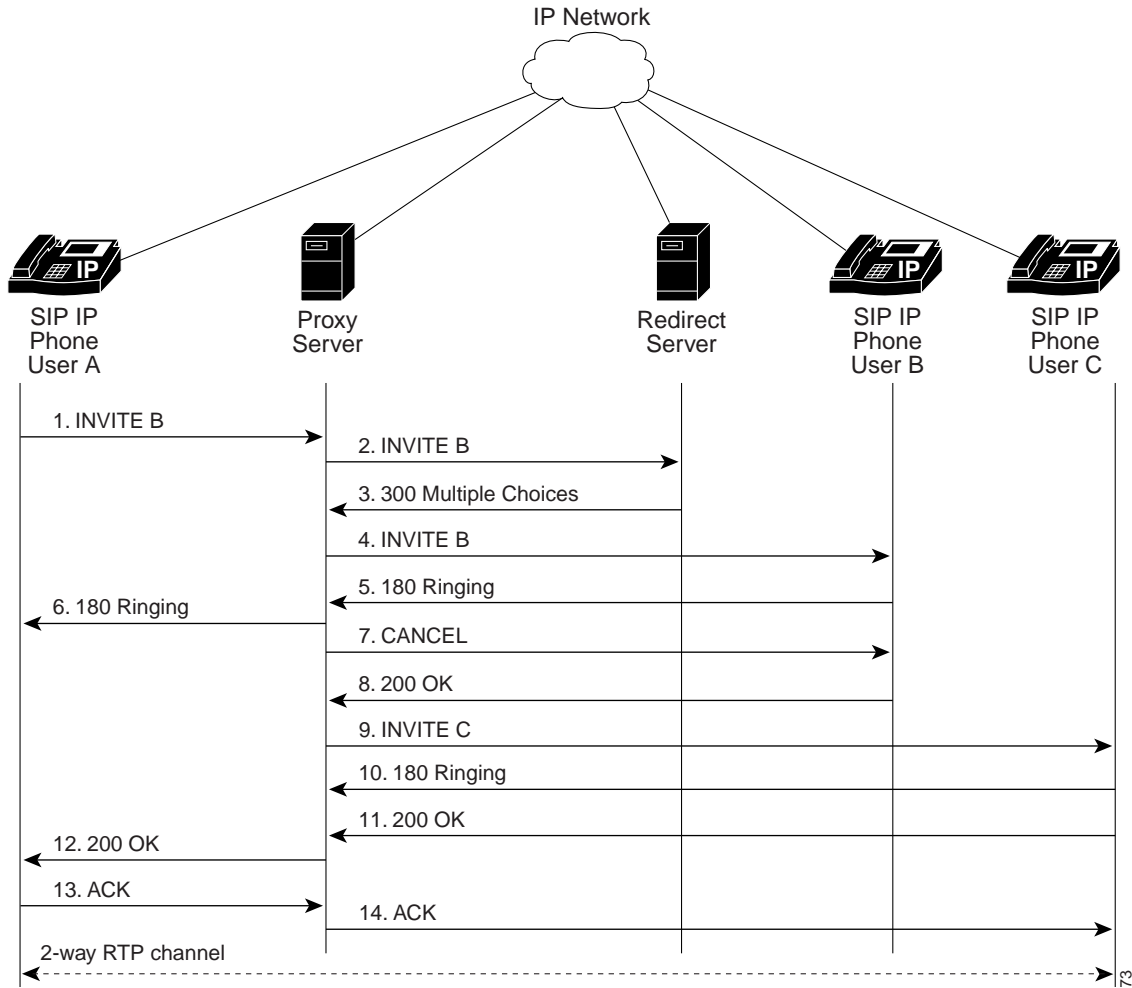 IP Network
IP
IP
IP
SIP IP
Phone
User A
Proxy
Server
Redirect
Server
SIP IP
Phone
User B
SIP IP
Phone
User C
1. INVITE B
2. INVITE B
3. 300 Multiple Choices
4. INVITE B
5. 180 Ringing
6. 180 Ringing
7. CANCEL
8. 200 OK
9. INVITE C
10. 180 Ringing
11. 200 OK
12. 200 OK
13. ACK
14. ACK
2-way RTP channel
73